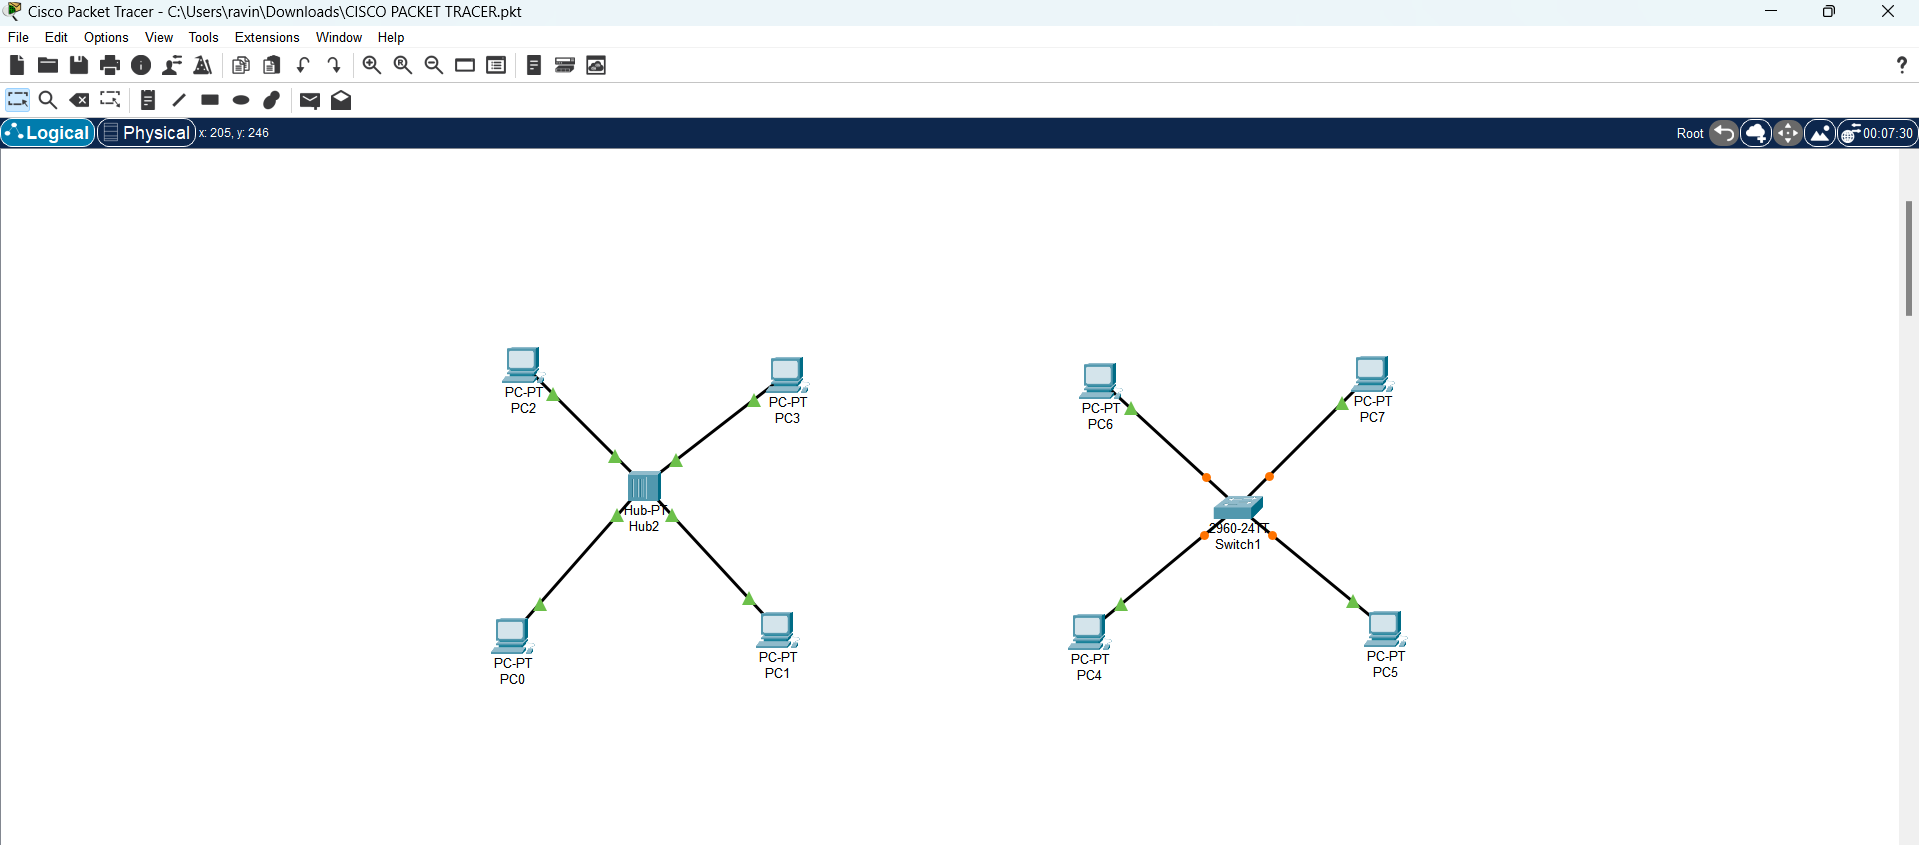 Cisco Packet Tracer - C:\Users\ravin\Downloads\CISCO PACKET TRACER.pkt
File Edit Options View Tools Extensions Window Help
?
Logical Physical x: 205, y: 246 Root 00:07:30
PC-PT
PC2
PC-PT
PC3
Hub-PT
Hub2
PC-PT
PC0
PC-PT
PC1
PC-PT
PC6
PC-PT
PC7
2960-24TT
Switch1
PC-PT
PC4
PC-PT
PC5